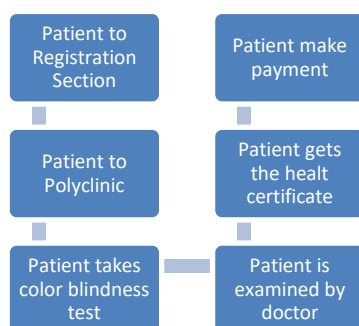 Patient to
Registration
Section
Patient to
Polyclinic
Patient takes
color blindness
test
Patient is
examined by
doctor
Patient gets
the healt
certificate
Patient make
payment